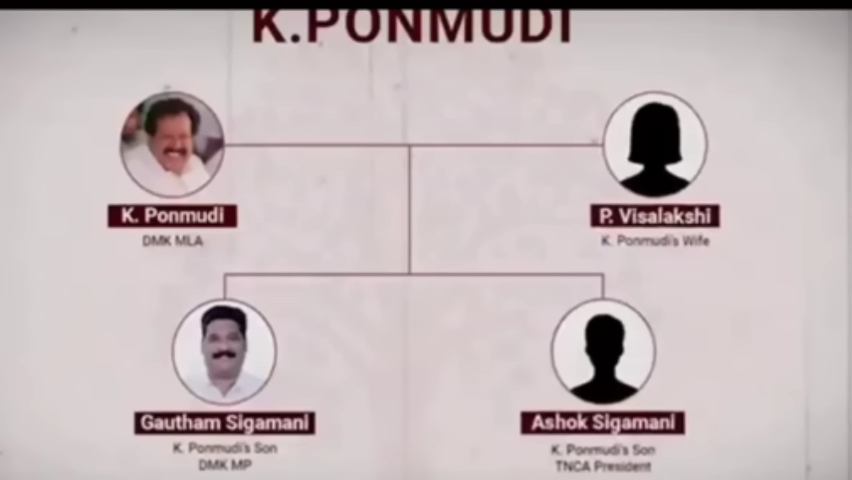 K.PONMUDI
K. Ponmudi
DMK MLA
P. Visalakshi
K. Ponmudi's Wife
Gautham Sigamani
K. Ponmudi's Son
DMK MP
Ashok Sigamani
K. Ponmudi's Son
TNCA President